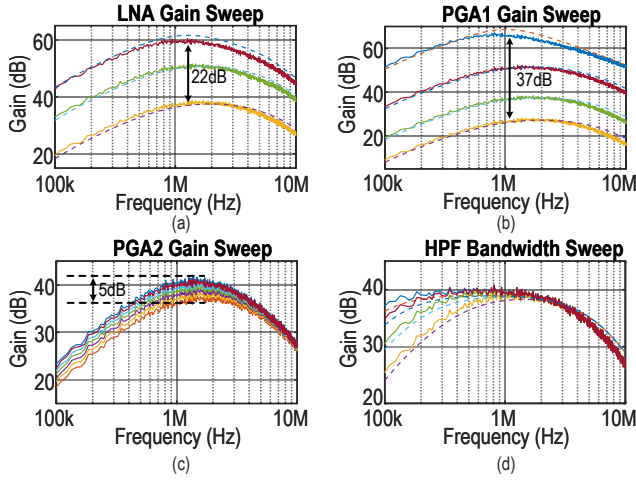 LNA Gain Sweep
Gain (dB)
60
40
20
22dB
100k
1M
10M
Frequency (Hz)
(a)
PGA1 Gain Sweep
Gain (dB)
60
40
20
37dB
100k
1M
10M
Frequency (Hz)
(b)
PGA2 Gain Sweep
Gain (dB)
40
30
20
5dB
100k
1M
10M
Frequency (Hz)
(c)
HPF Bandwidth Sweep
Gain (dB)
40
30
20
100k
1M
10M
Frequency (Hz)
(d)